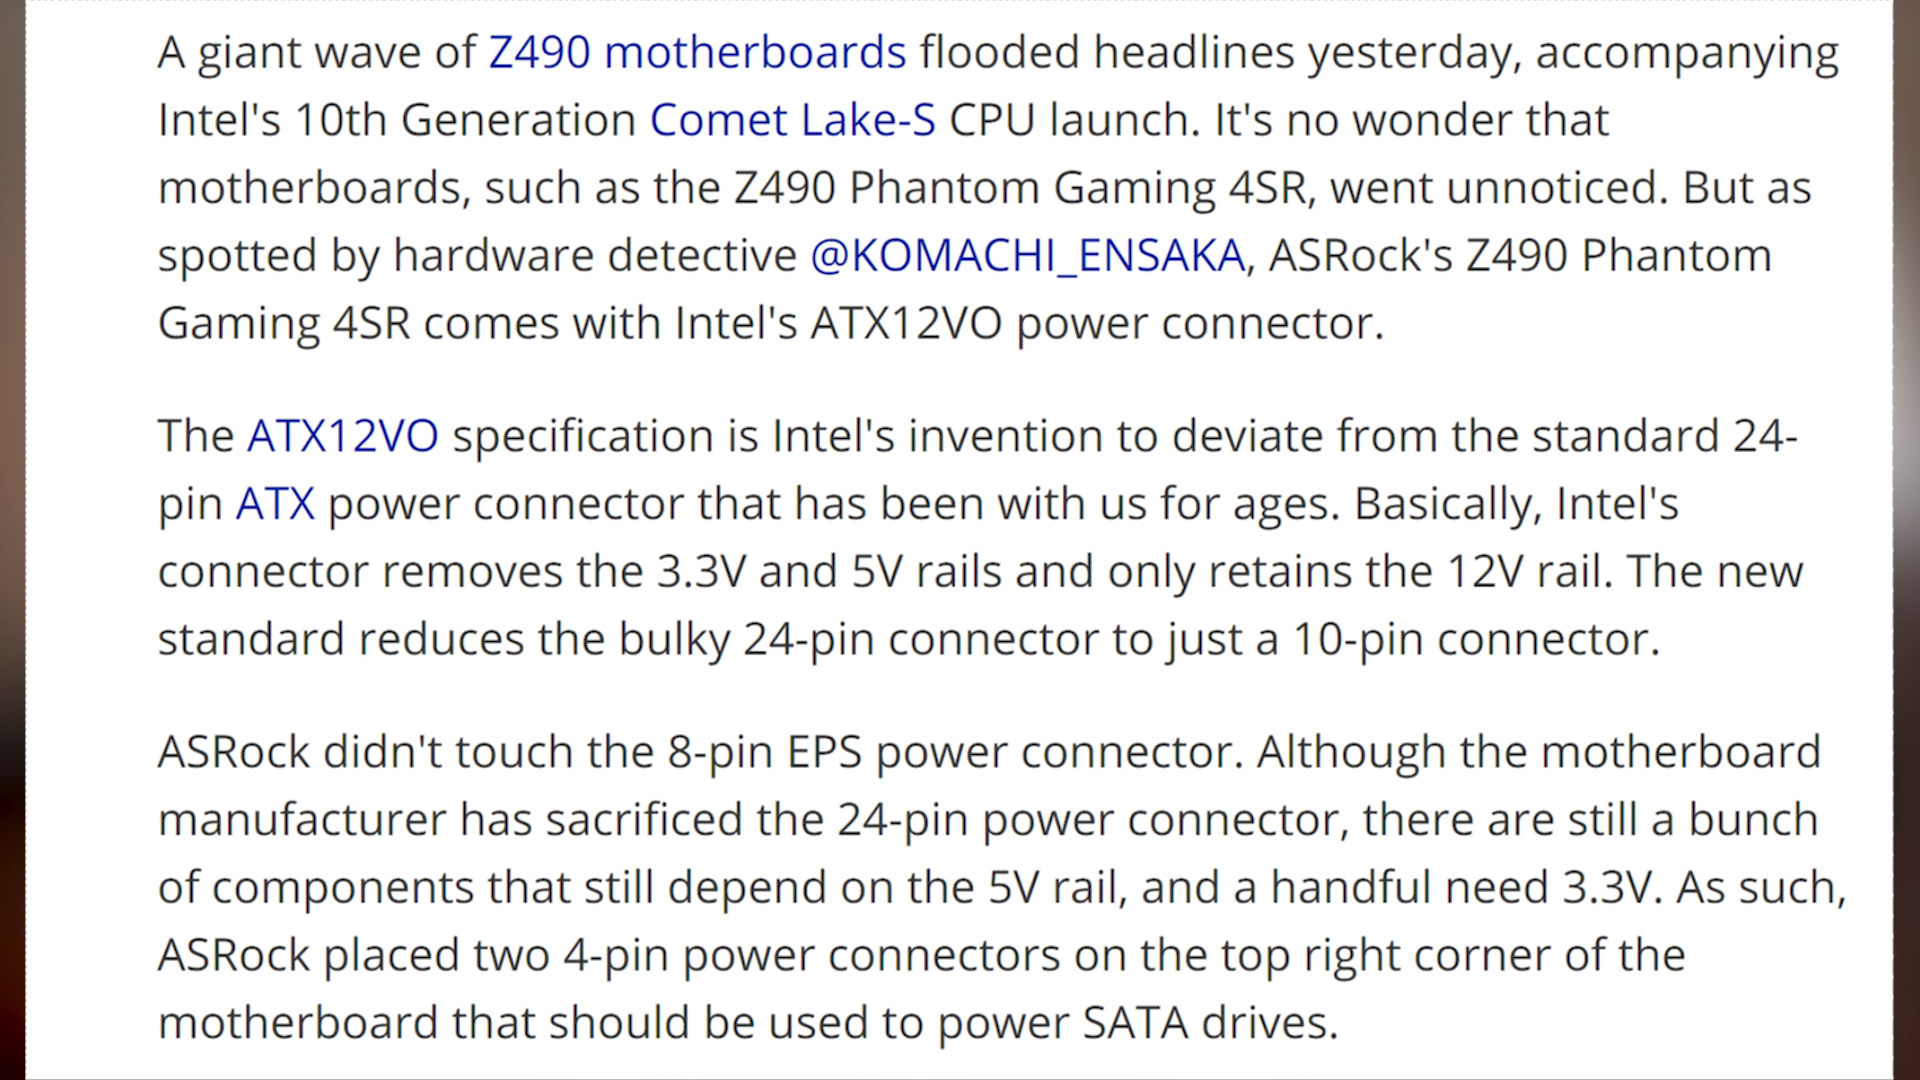 A giant wave of Z490 motherboards flooded headlines yesterday, accompanying
Intel's 10th Generation Comet Lake-S CPU launch. It's no wonder that
motherboards, such as the Z490 Phantom Gaming 4SR, went unnoticed. But as
spotted by hardware detective @KOMACHI_ENSAKA, ASRock's Z490 Phantom
Gaming 4SR comes with Intel's ATX12VO power connector.
The ATX12VO specification is Intel's invention to deviate from the standard 24-
pin ATX power connector that has been with us for ages. Basically, Intel's
connector removes the 3.3V and 5V rails and only retains the 12V rail. The new
standard reduces the bulky 24-pin connector to just a 10-pin connector.
ASRock didn't touch the 8-pin EPS power connector. Although the motherboard
manufacturer has sacrificed the 24-pin power connector, there are still a bunch
of components that still depend on the 5V rail, and a handful need 3.3V. As such,
ASRock placed two 4-pin power connectors on the top right corner of the
motherboard that should be used to power SATA drives.